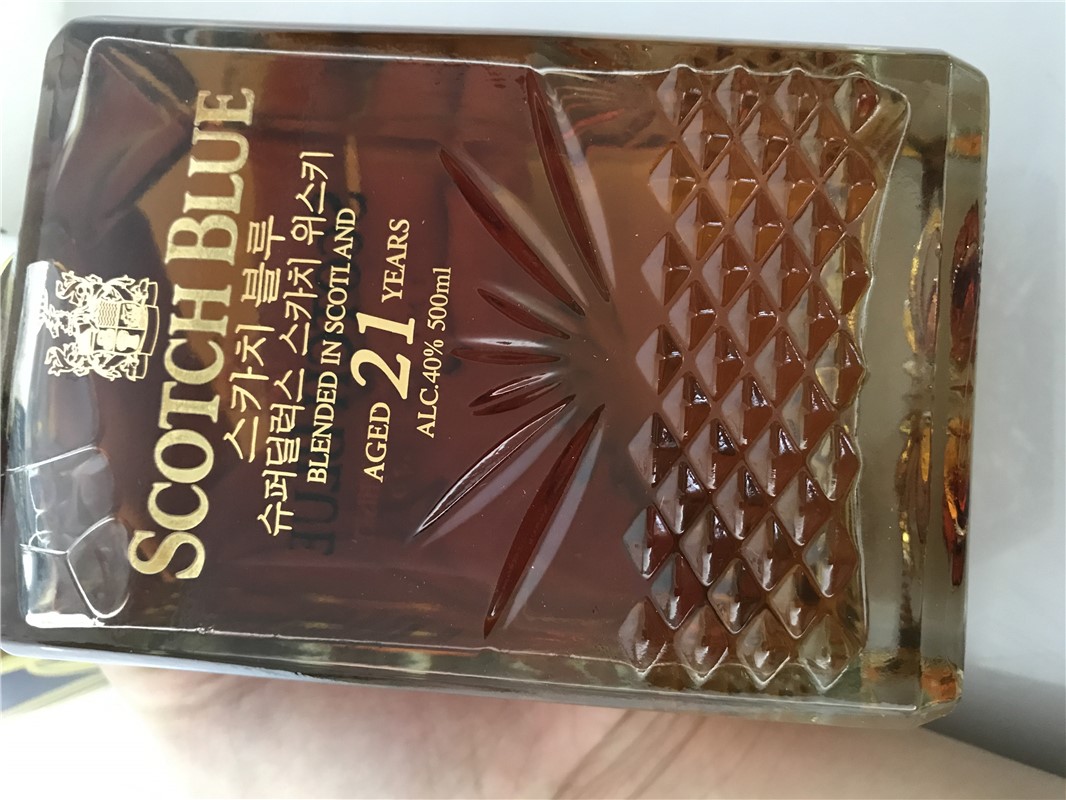 SCOTCH BLUE
스카치 블루
슈퍼딜럭스 스카치 위스키
BLENDED IN SCOTLAND
AGED 21 YEARS
ALC.40% 500ml